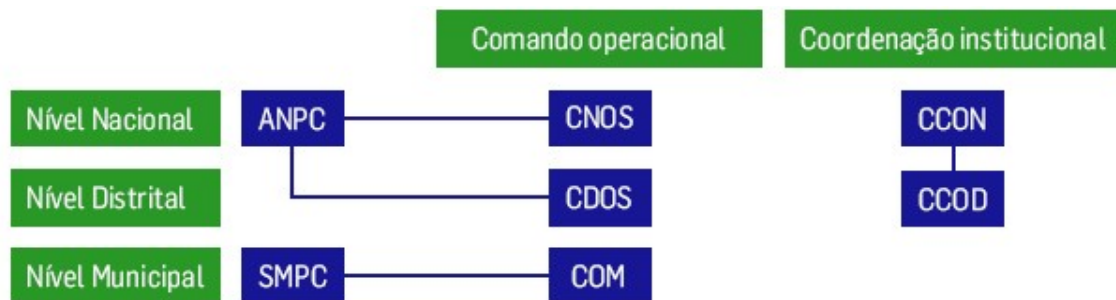 Comando operacional
Coordenação institucional
Nível Nacional
ANPC
CNOS
CCON
Nível Distrital
CDOS
CCOD
Nível Municipal
SMPC
COM